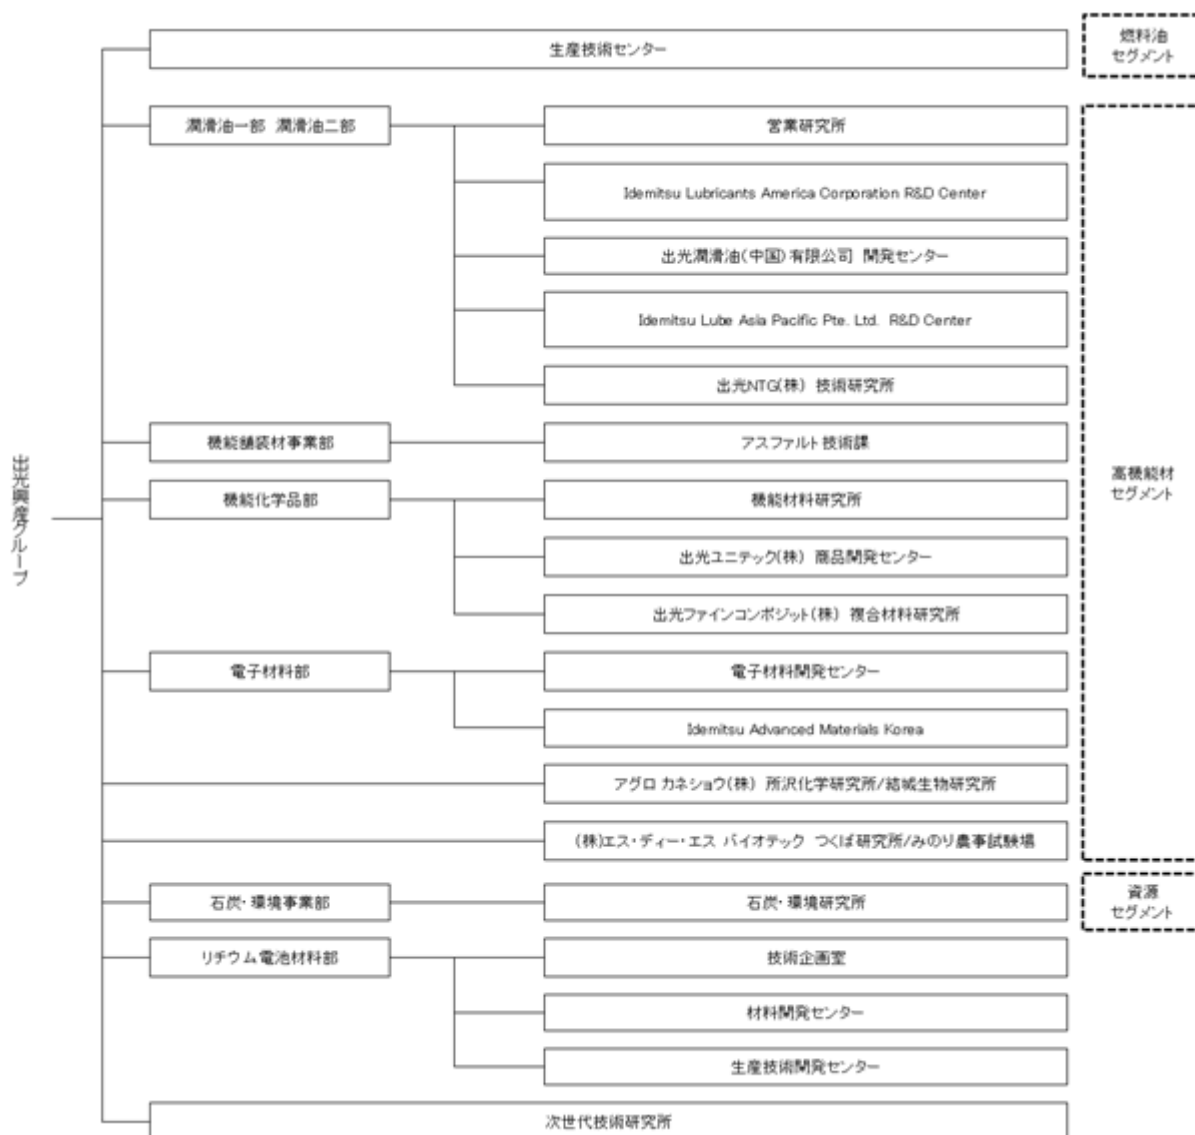 出光興産グループ
生産技術センター
燃料油
セグメント
潤滑油一部 潤滑油二部
営業研究所
Idemitsu Lubricants America Corporation R&D Center
出光潤滑油(中国)有限公司 開発センター
Idemitsu Lube Asia Pacific Pte. Ltd. R&D Center
出光NTG(株) 技術研究所
機能舗装材事業部
アスファルト技術課
高機能材
セグメント
機能化学品部
機能材料研究所
出光ユニテック(株) 商品開発センター
出光ファインコンポジット(株) 複合材料研究所
電子材料部
電子材料開発センター
Idemitsu Advanced Materials Korea
アグロ カネショウ(株) 所沢化学研究所/結城生物研究所
(株)エス・ディー・エス バイオテック つくば研究所/みのり農事試験場
石炭・環境事業部
石炭・環境研究所
資源
セグメント
リチウム電池材料部
技術企画室
材料開発センター
生産技術開発センター
次世代技術研究所